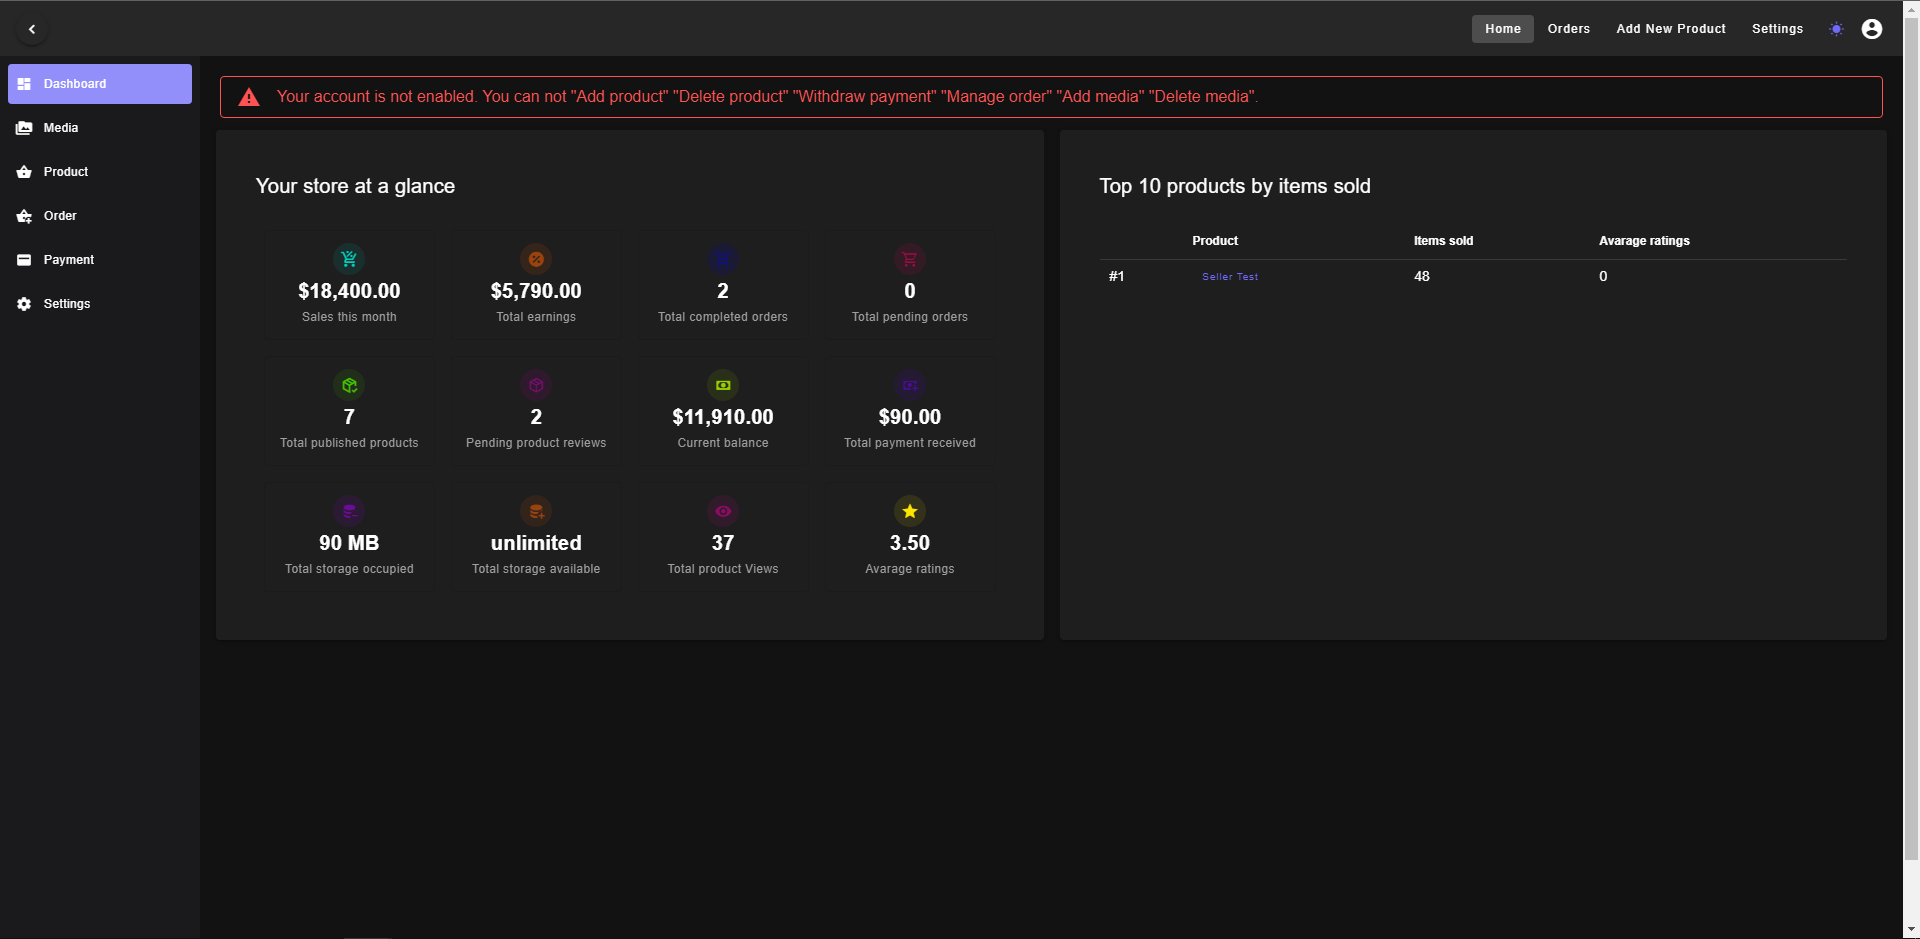 Home Orders Add New Product Settings
Dashboard
Media
Product
Order
Payment
Settings
Your account is not enabled. You can not "Add product" "Delete product" "Withdraw payment" "Manage order" "Add media" "Delete media".
Your store at a glance
$18,400.00
Sales this month
$5,790.00
Total earnings
2
Total completed orders
0
Total pending orders
7
Total published products
2
Pending product reviews
$11,910.00
Current balance
$90.00
Total payment received
90 MB
Total storage occupied
unlimited
Total storage available
37
Total product Views
3.50
Avarage ratings
Top 10 products by items sold
Product Items sold Avarage ratings
#1 Seller Test 48 0